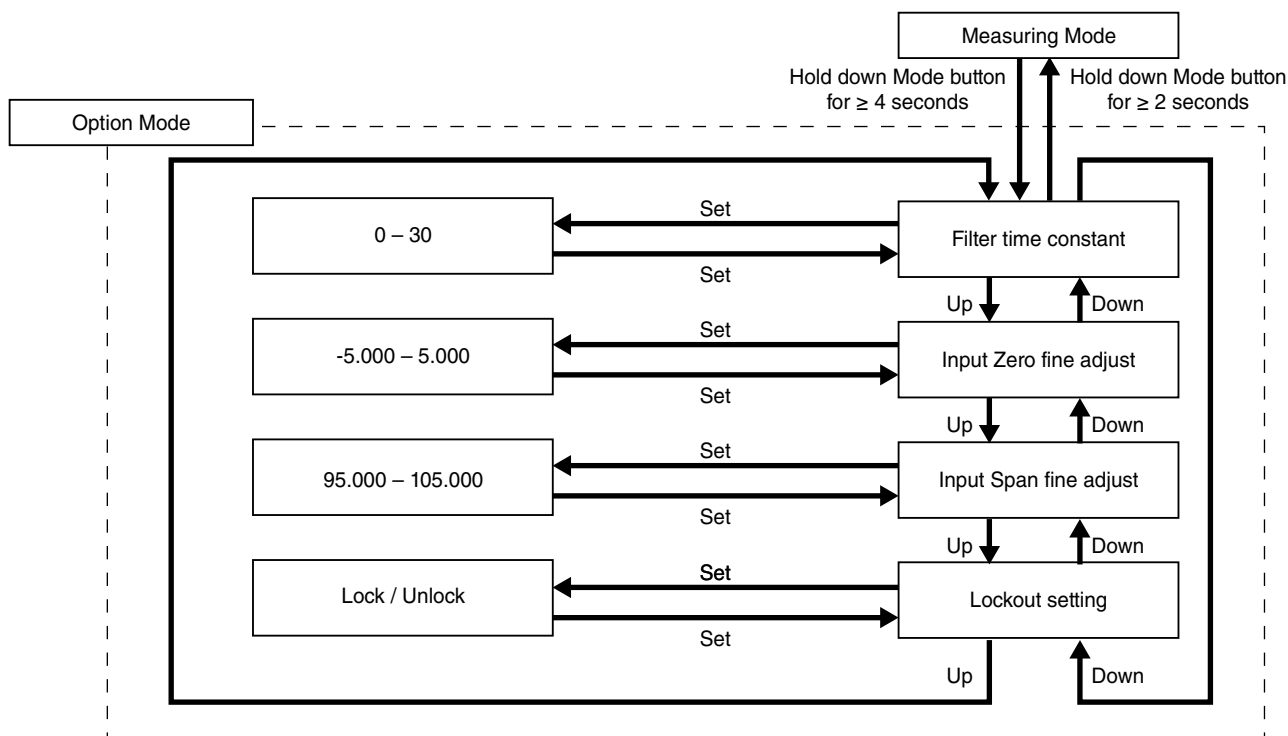 Measuring Mode
Hold down Mode button
for ≥ 4 seconds
Hold down Mode button
for ≥ 2 seconds
Option Mode
0 – 30
Set
Set
Filter time constant
Up
Down
-5.000 – 5.000
Set
Set
Input Zero fine adjust
Up
Down
95.000 – 105.000
Set
Set
Input Span fine adjust
Up
Down
Lock / Unlock
Set
Set
Lockout setting
Up
Down